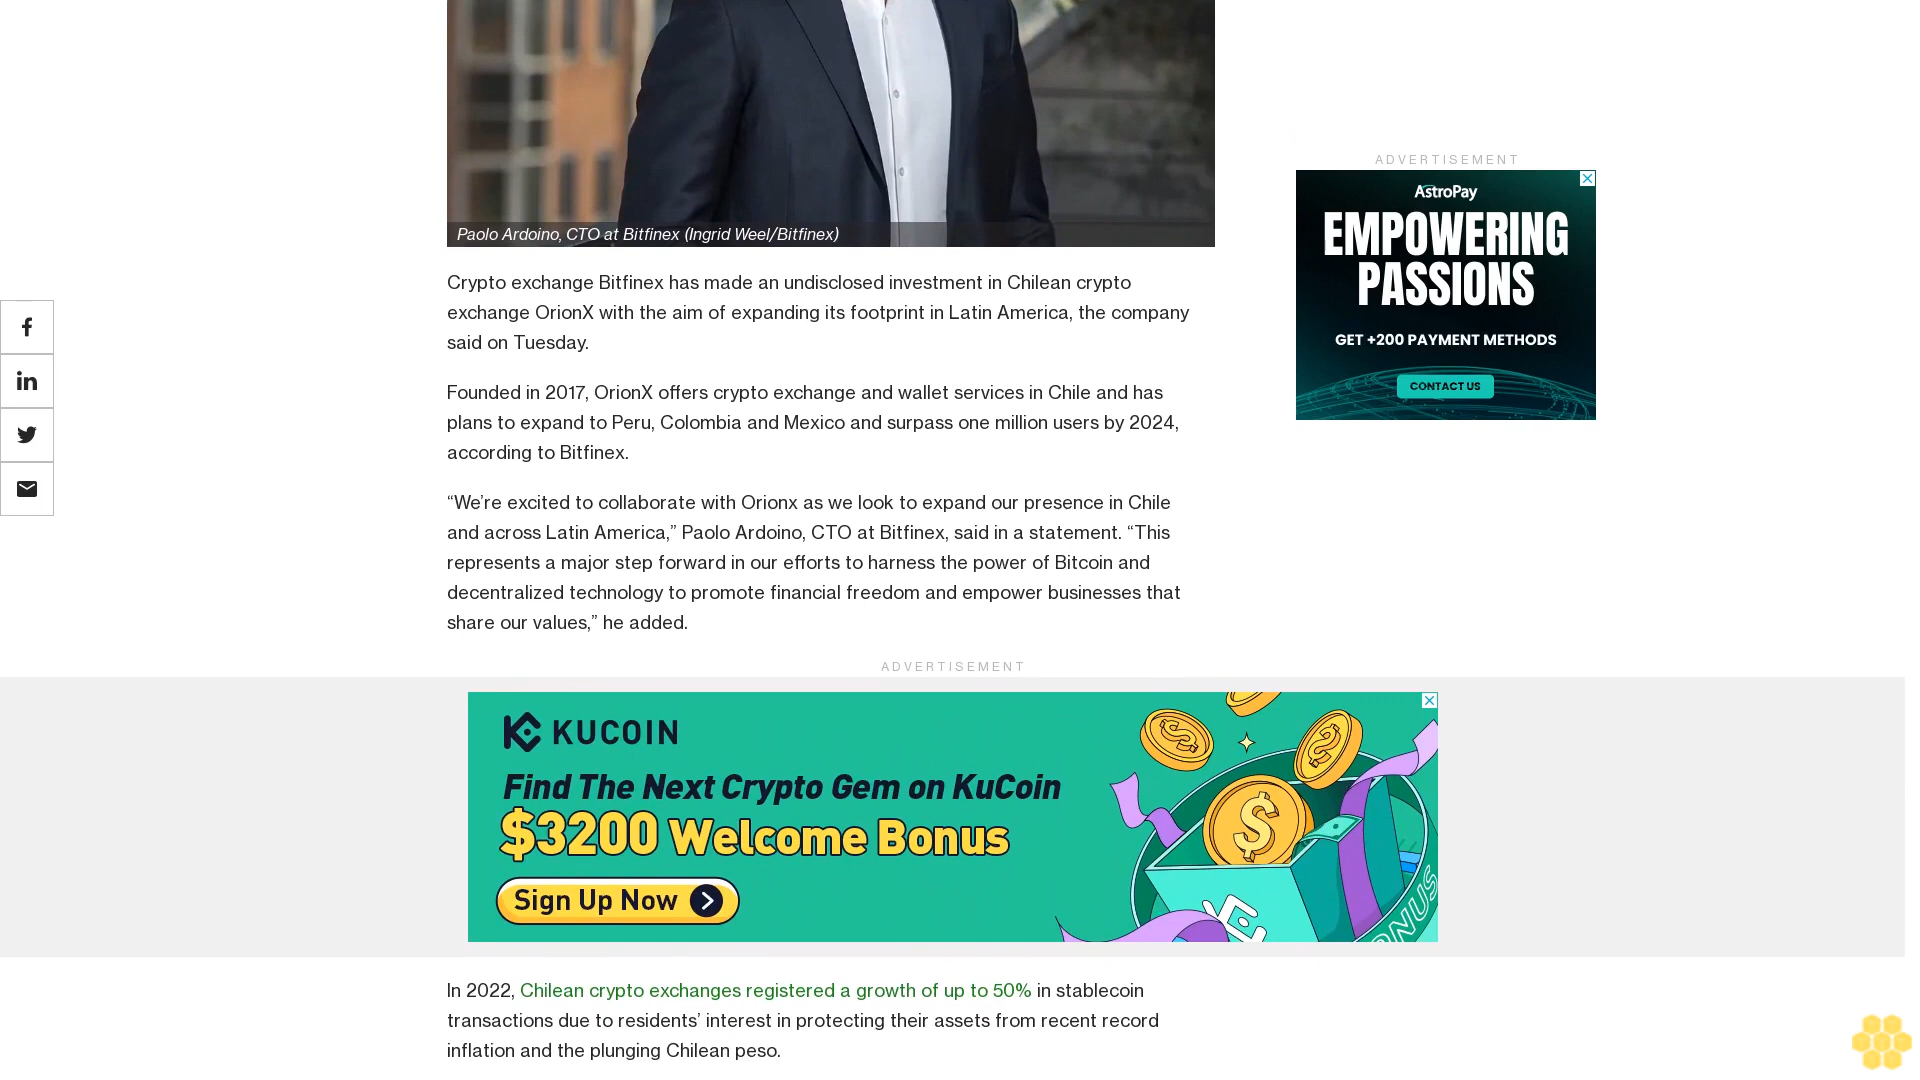 Paolo Ardoino, CTO at Bitfinex (Ingrid Weel/Bitfinex)
Crypto exchange Bitfinex has made an undisclosed investment in Chilean crypto
exchange OrionX with the aim of expanding its footprint in Latin America, the company
said on Tuesday.
Founded in 2017, OrionX offers crypto exchange and wallet services in Chile and has
plans to expand to Peru, Colombia and Mexico and surpass one million users by 2024,
according to Bitfinex.
“We’re excited to collaborate with Orionx as we look to expand our presence in Chile
and across Latin America,” Paolo Ardoino, CTO at Bitfinex, said in a statement. “This
represents a major step forward in our efforts to harness the power of Bitcoin and
decentralized technology to promote financial freedom and empower businesses that
share our values,” he added.
ADVERTISEMENT
AstroPay
EMPOWERING
PASSIONS
GET +200 PAYMENT METHODS
CONTACT US
ADVERTISEMENT
KUCOIN
Find The Next Crypto Gem on KuCoin
$3200 Welcome Bonus
Sign Up Now
BONUS
In 2022, Chilean crypto exchanges registered a growth of up to 50% in stablecoin
transactions due to residents’ interest in protecting their assets from recent record
inflation and the plunging Chilean peso.